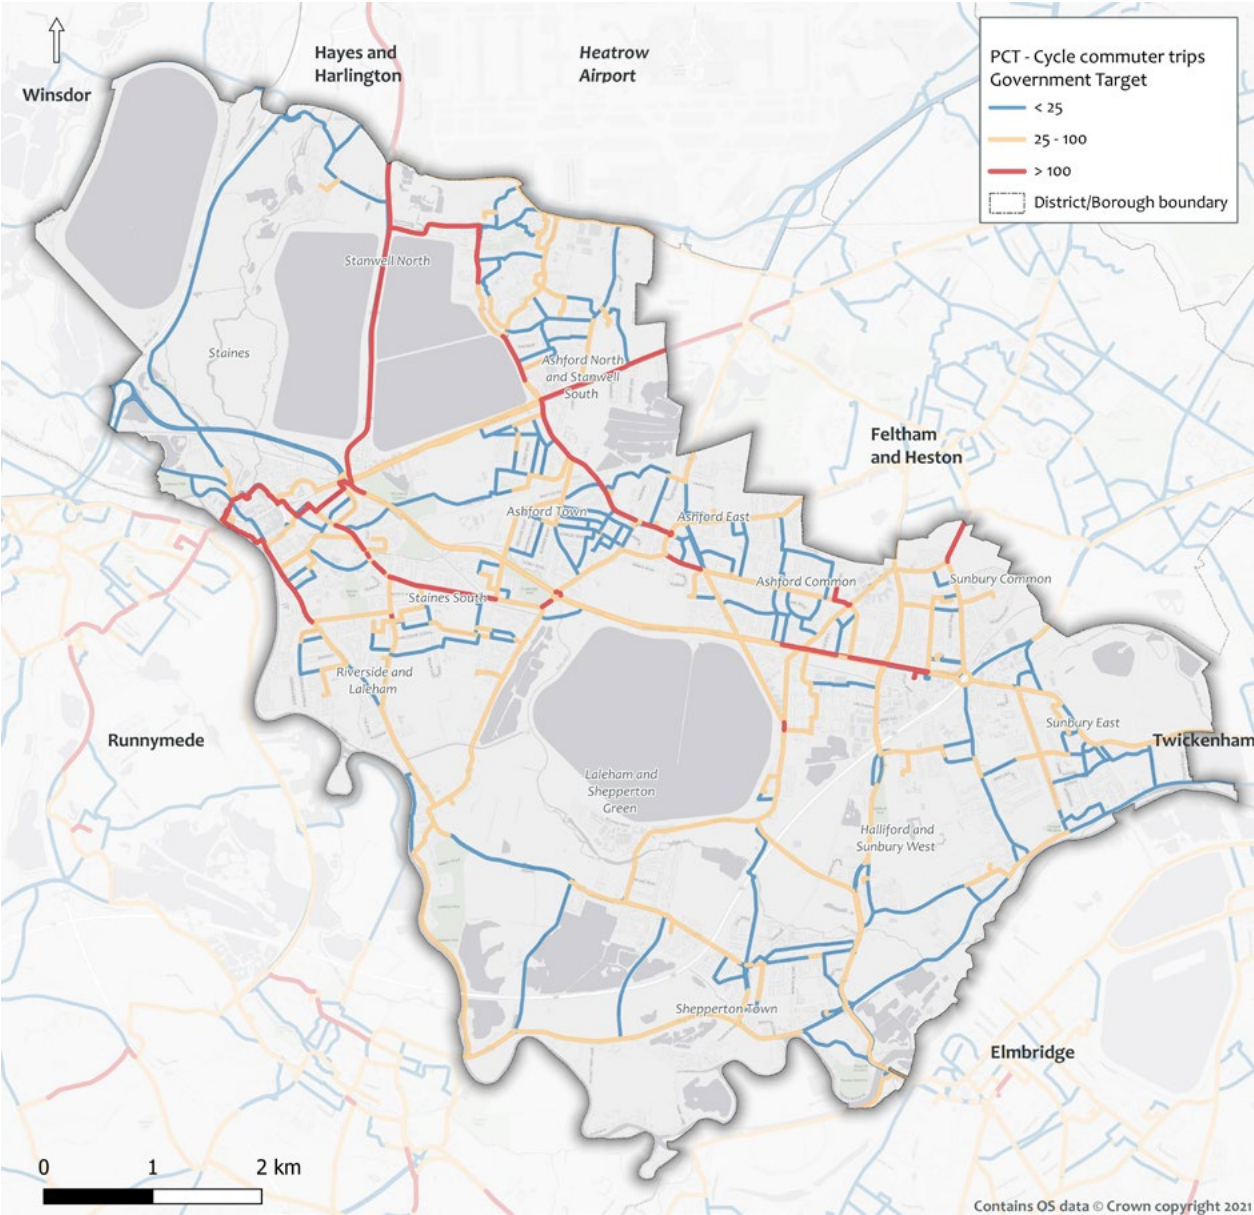 Hayes and
Harlington
Heatrow
Airport
Winsdor
PCT - Cycle commuter trips
Government Target
< 25
25 - 100
> 100
District/Borough boundary
Stanwell North
Staines
Ashford North
and Stanwell
South
Feltham
and Heston
Ashford Town
Ashford East
Ashford Common
Sunbury Common
Staines South
Riverside and
Laleham
Runnymede
Sunbury East
Twickenham
Laleham and
Shepperton
Green
Halliford and
Sunbury West
Shepperton Town
Elmbridge
0 1 2 km
Contains OS data © Crown copyright 2021